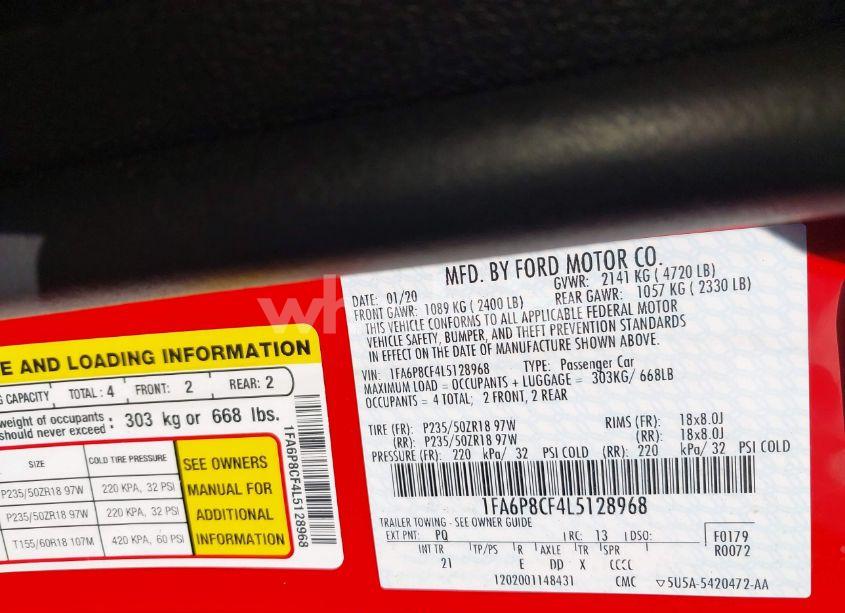 MFD. BY FORD MOTOR CO.
DATE: 01/20 GVWR: 2141 KG ( 4720 LB)
FRONT GAWR: 1089 KG ( 2400 LB) REAR GAWR: 1057 KG ( 2330 LB)
THIS VEHICLE CONFORMS TO ALL APPLICABLE FEDERAL MOTOR
VEHICLE SAFETY, BUMPER, AND THEFT PREVENTION STANDARDS
IN EFFECT ON THE DATE OF MANUFACTURE SHOWN ABOVE.
VIN: 1FA6P8CF4L5128968 TYPE: Passenger Car
MAXIMUM LOAD = OCCUPANTS + LUGGAGE = 303KG/ 668LB
OCCUPANTS = 4 TOTAL; 2 FRONT, 2 REAR
TIRE (FR): P235/50ZR18 97W RIMS (FR): 18x8.0J
(RR): P235/50ZR18 97W (RR): 18x8.0J
PRESSURE (FR): 220 kPa/ 32 PSI COLD (RR): 220 kPa/ 32 PSI COLD
1FA6P8CF4L5128968
TRAILER TOWING - SEE OWNER GUIDE
EXT PNT: PQ RC: 13 DSO: F0179
R0072
INT TR TP/PS R AXLE TR SPR
21 E DD X CCCC
1202001148431 CMC ▽5U5A-5420472-AA
E AND LOADING INFORMATION
G CAPACITY TOTAL : 4 FRONT: 2 REAR: 2
weight of occupants
should never exceed : 303 kg or 668 lbs.
SIZE COLD TIRE PRESSURE
P235/50ZR18 97W 220 KPA, 32 PSI
P235/50ZR18 97W 220 KPA, 32 PSI
T155/60R18 107M 420 KPA, 60 PSI
SEE OWNERS
MANUAL FOR
ADDITIONAL
INFORMATION
1FA6P8CF4L5128968